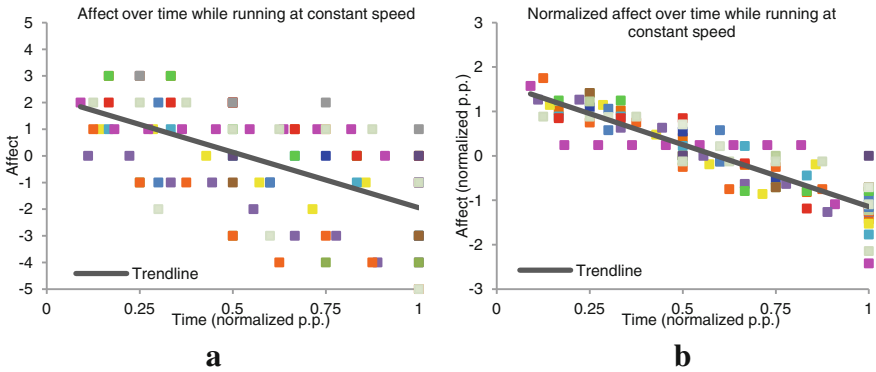 Affect over time while running at constant speed
5
4
3
2
1
0
-1
-2
-3
-4
-5
Affect
Trendline
0
0.25
0.5
0.75
1
Time (normalized p.p.)
a
Normalized affect over time while running at
constant speed
3
2
1
0
-1
-2
-3
Affect (normalized p.p.)
Trendline
0
0.25
0.5
0.75
1
Time (normalized p.p.)
b